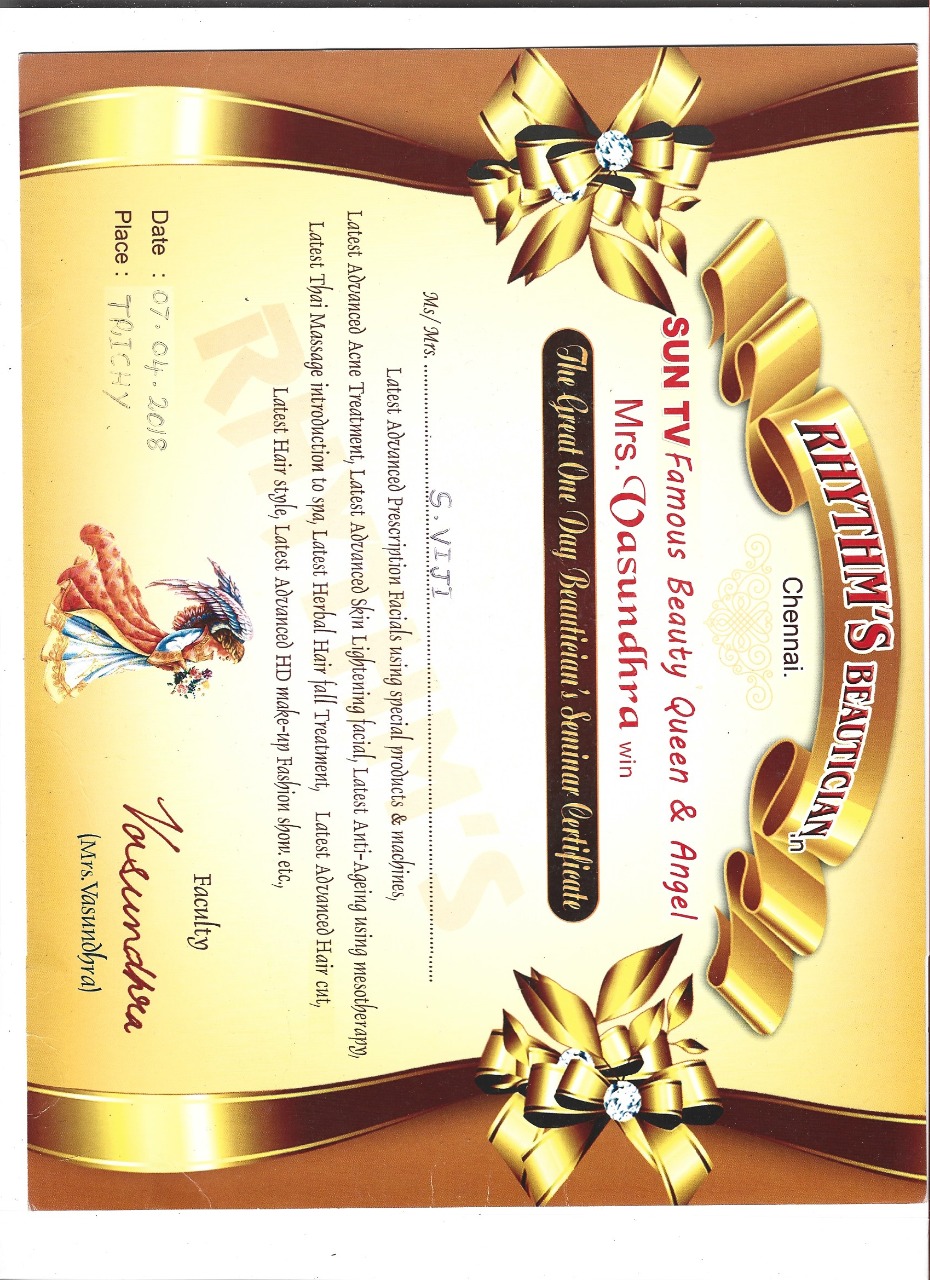 RHYTHM'S BEAUTICIAN.in
Chennai.
SUN TV Famous Beauty Queen & Angel
Mrs. Vasundhra win
The Great One Day Beautician's Seminar Certificate
RHYTHM'S
Ms/ Mrs. S. VIJI
Latest Advanced Prescription Facials using special products & machines,
Latest Advanced Acne Treatment, Latest Advanced Skin Lightening facial, Latest Anti-Ageing using mesotherapy,
Latest Thai Massage introduction to spa, Latest Herbal Hair fall Treatment, Latest Advanced Hair cut,
Latest Hair style, Latest Advanced HD make-up Fashion show. etc.,
Faculty
Date : 07.04.2018
Place : TRICHY
Vasundhra
(Mrs.Vasundhra)